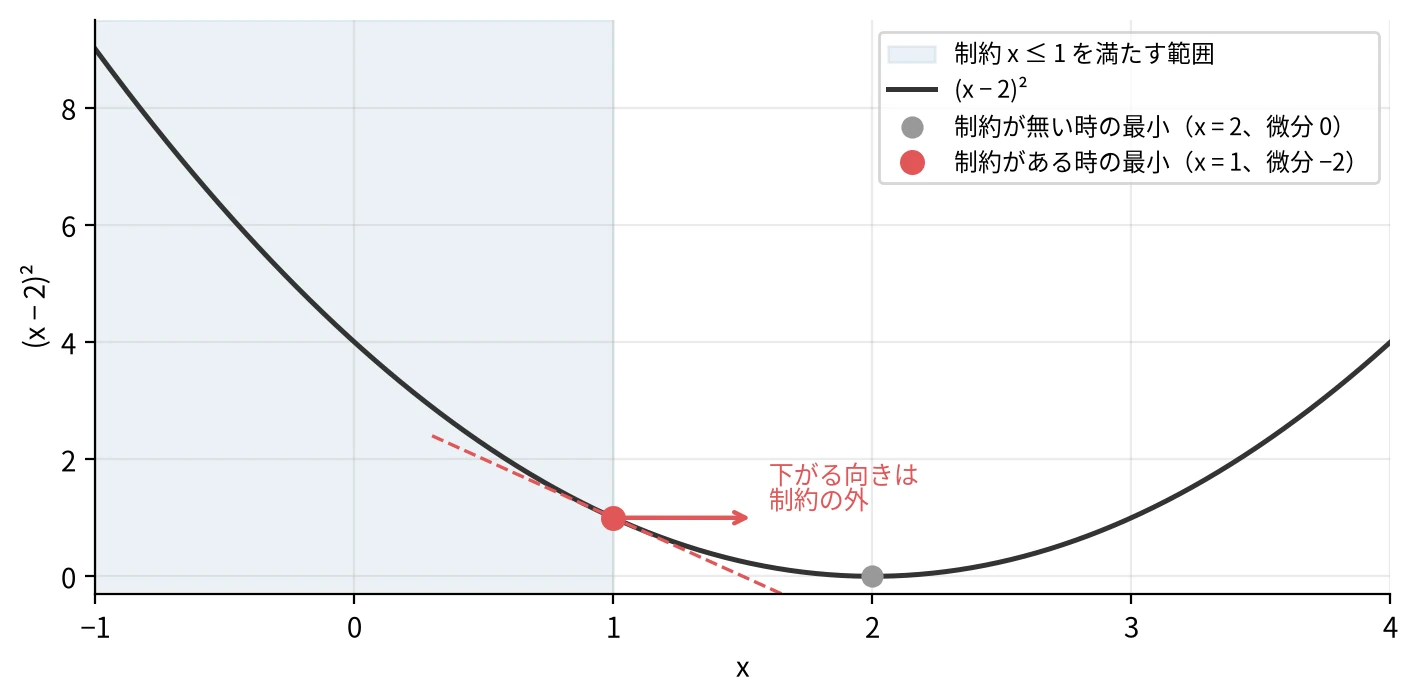 制約 x ≤ 1 を満たす範囲
(x − 2)²
制約が無い時の最小（x = 2、微分 0）
制約がある時の最小（x = 1、微分 −2）
(x − 2)²
8
6
4
2
0
下がる向きは
制約の外
−1 0 1 2 3 4
x